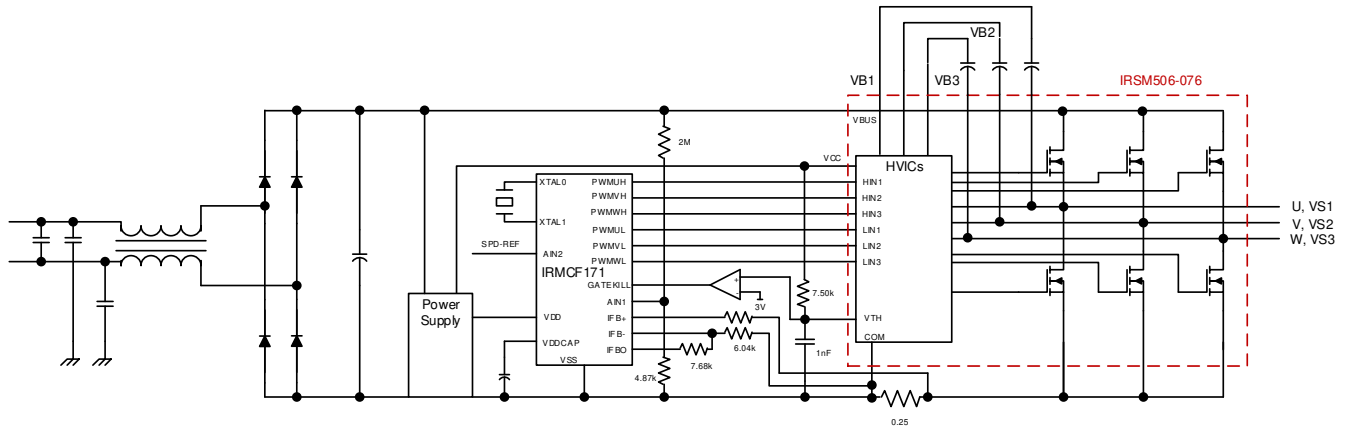 VB2
VB1
VB3
IRSM506-076
VBUS
2M
VCC
HVICs
XTAL0
PWMUH
HIN1
PWMVH
HIN2
U, VS1
PWMWH
HIN3
XTAL1
V, VS2
PWMUL
LIN1
W, VS3
SPD-REF
PWMVL
LIN2
AIN2
PWMWL
LIN3
IRMCF171
GATEKILL
+
-
7.50k
3V
Power
Supply
AIN1
VDD
IFB+
VTH
IFB-
COM
VDDCAP
6.04k
IFBO
1nF
VSS
7.68k
4.87k
0.25